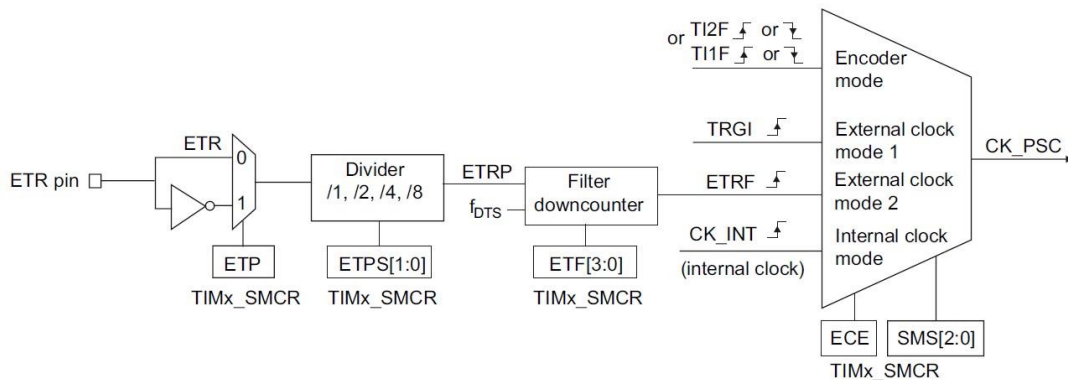 or TI2F or
TI1F or
Encoder
mode
TRGI
External clock
mode 1
CK_PSC
ETR
0
1
ETR pin
Divider
/1, /2, /4, /8
ETRP
fDTS
Filter
downcounter
ETRF
External clock
mode 2
CK_INT
(internal clock)
Internal clock
mode
ETP
TIMx_SMCR
ETPS[1:0]
TIMx_SMCR
ETF[3:0]
TIMx_SMCR
ECE
SMS[2:0]
TIMx_SMCR